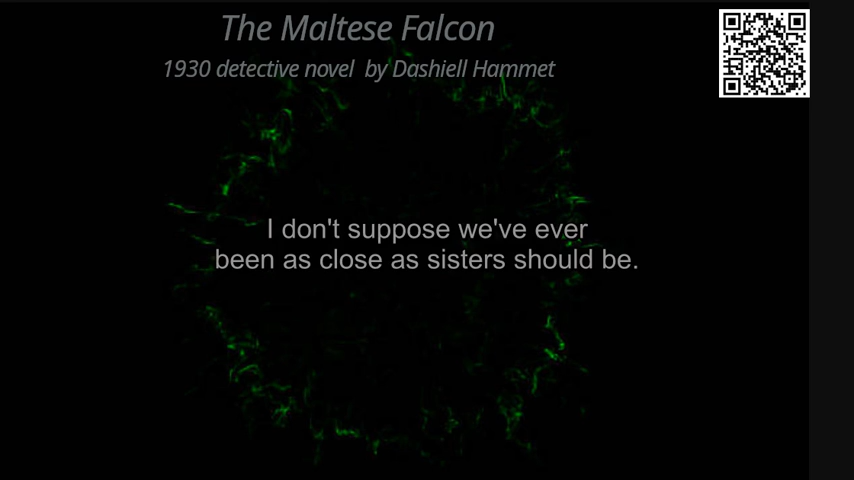 The Maltese Falcon
1930 detective novel by Dashiell Hammet
I don't suppose we've ever
been as close as sisters should be.